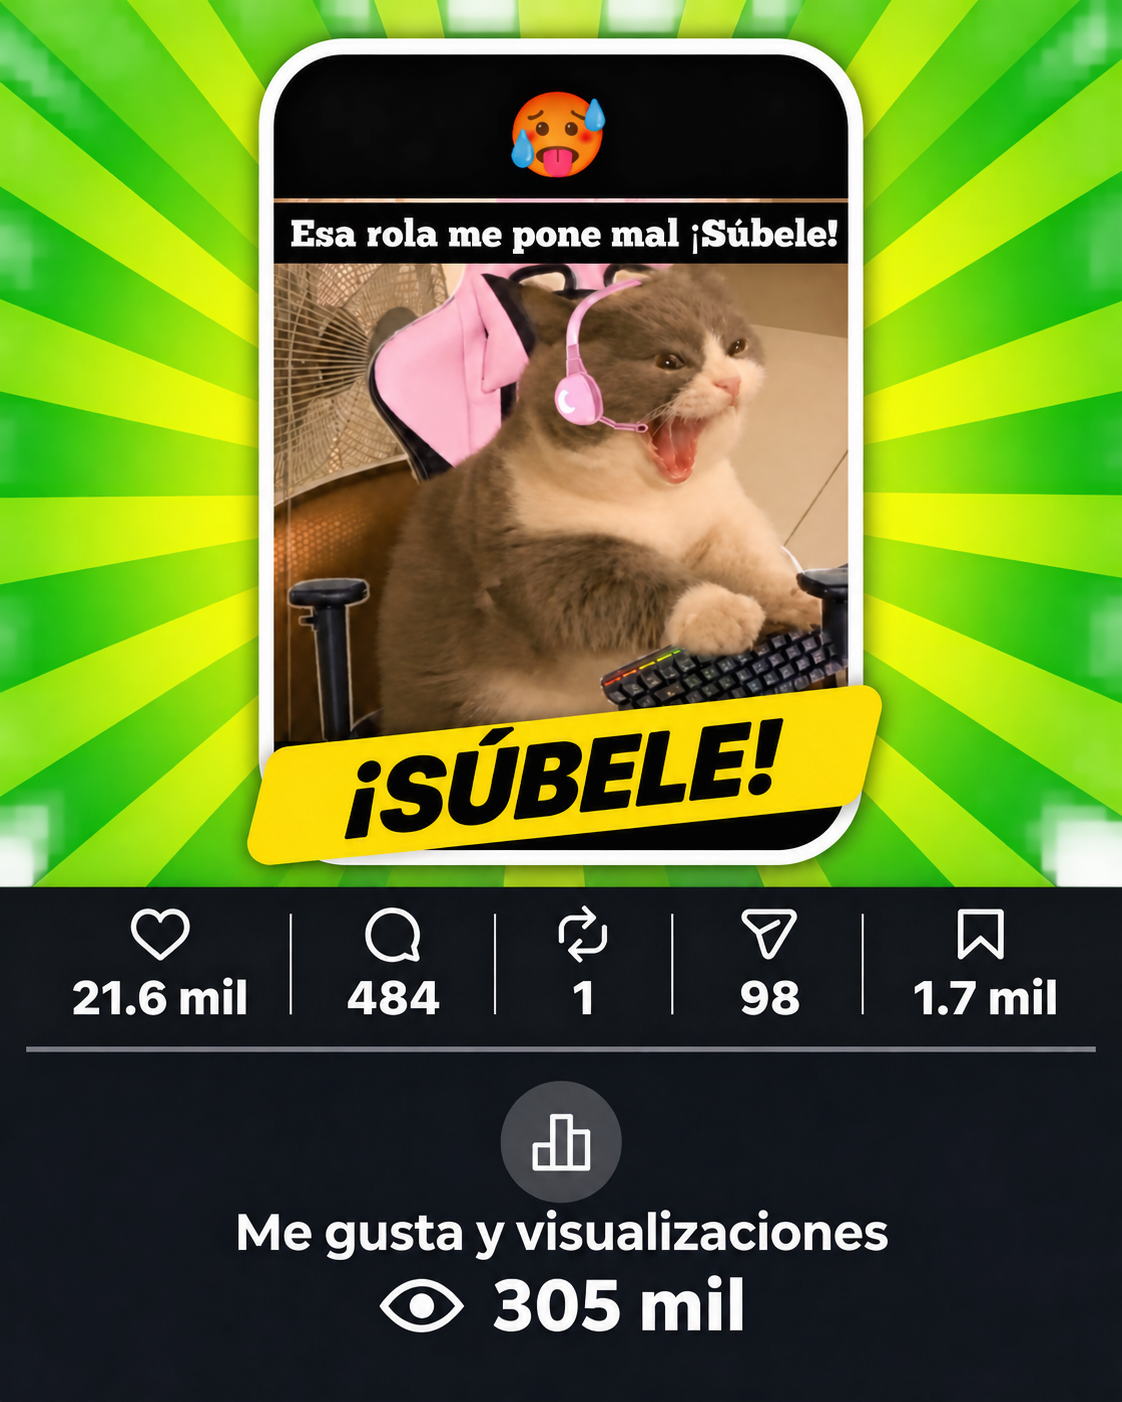 Esa rola me pone mal ¡Súbele!
¡SÚBELE!
21.6 mil
484
1
98
1.7 mil
Me gusta y visualizaciones
305 mil